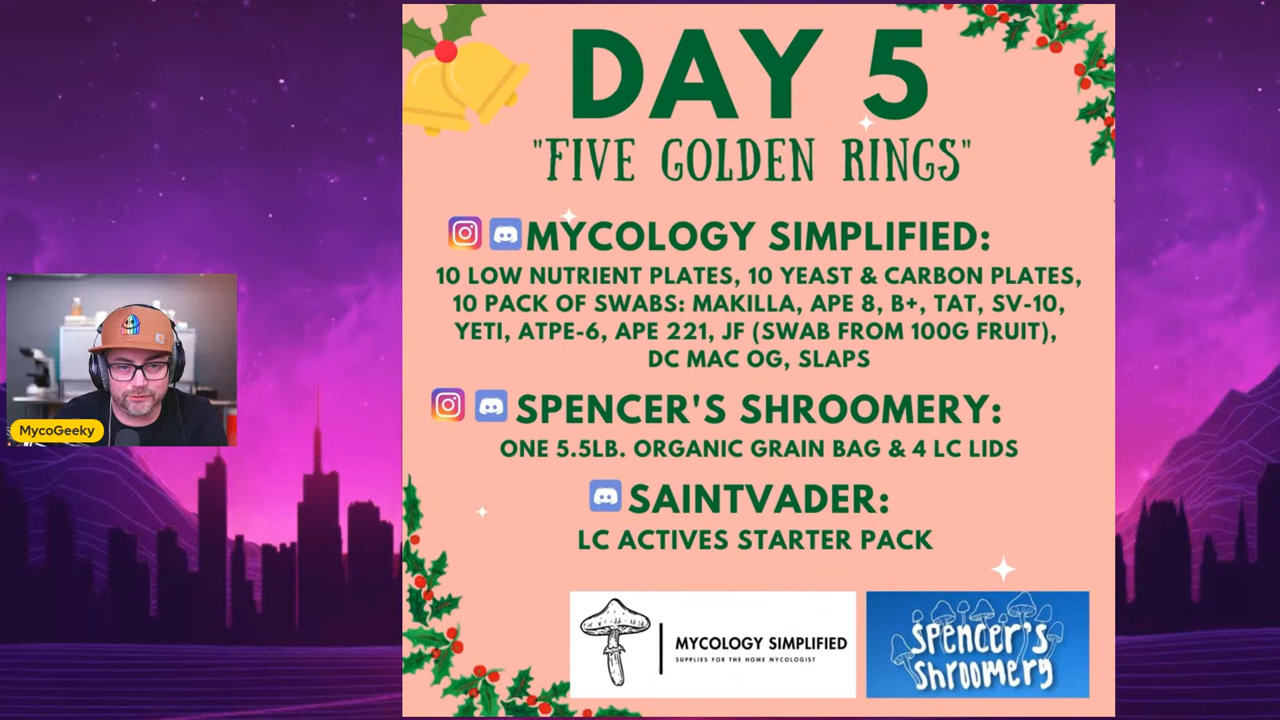 DAY 5
"FIVE GOLDEN RINGS"
MYCOLOGY SIMPLIFIED:
10 LOW NUTRIENT PLATES, 10 YEAST & CARBON PLATES,
10 PACK OF SWABS: MAKILLA, APE 8, B+, TAT, SV-10,
YETI, ATPE-6, APE 221, JF (SWAB FROM 100G FRUIT),
DC MAC OG, SLAPS
SPENCER'S SHROOMERY:
ONE 5.5LB. ORGANIC GRAIN BAG & 4 LC LIDS
SAINTVADER:
LC ACTIVES STARTER PACK
MYCOLOGY SIMPLIFIED
SUPPLIES FOR THE HOME MYCOLOGIST
Spencer's
Shroomery
MycoGeeky